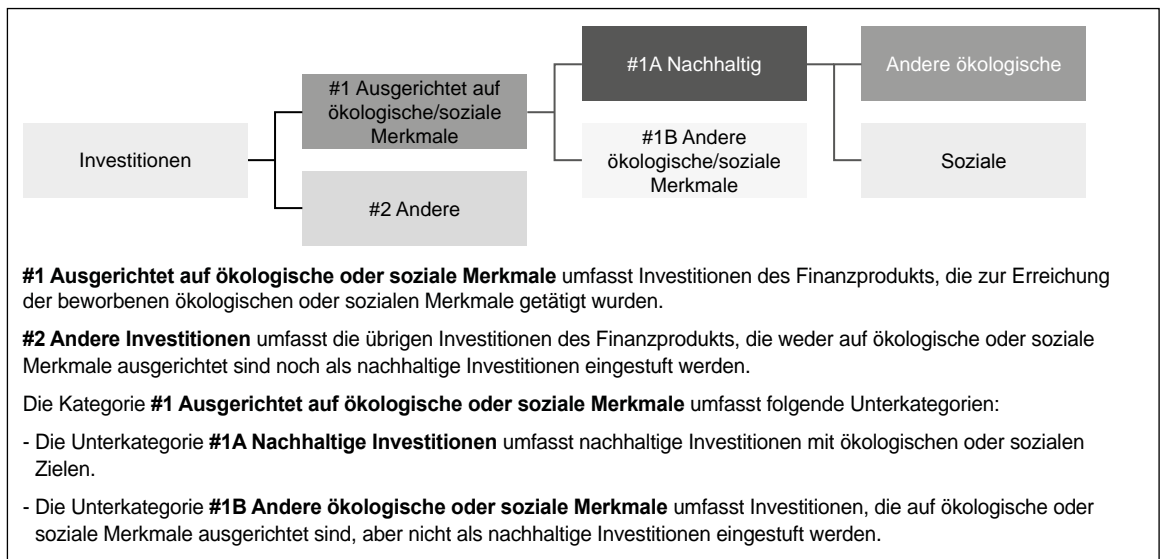 Investitionen
#1 Ausgerichtet auf
ökologische/soziale
Merkmale
#2 Andere
#1A Nachhaltig
#1B Andere
ökologische/soziale
Merkmale
Andere ökologische
Soziale
#1 Ausgerichtet auf ökologische oder soziale Merkmale umfasst Investitionen des Finanzprodukts, die zur Erreichung
der beworbenen ökologischen oder sozialen Merkmale getätigt wurden.
#2 Andere Investitionen umfasst die übrigen Investitionen des Finanzprodukts, die weder auf ökologische oder soziale
Merkmale ausgerichtet sind noch als nachhaltige Investitionen eingestuft werden.
Die Kategorie #1 Ausgerichtet auf ökologische oder soziale Merkmale umfasst folgende Unterkategorien:
- Die Unterkategorie #1A Nachhaltige Investitionen umfasst nachhaltige Investitionen mit ökologischen oder sozialen
Zielen.
- Die Unterkategorie #1B Andere ökologische oder soziale Merkmale umfasst Investitionen, die auf ökologische oder
soziale Merkmale ausgerichtet sind, aber nicht als nachhaltige Investitionen eingestuft werden.